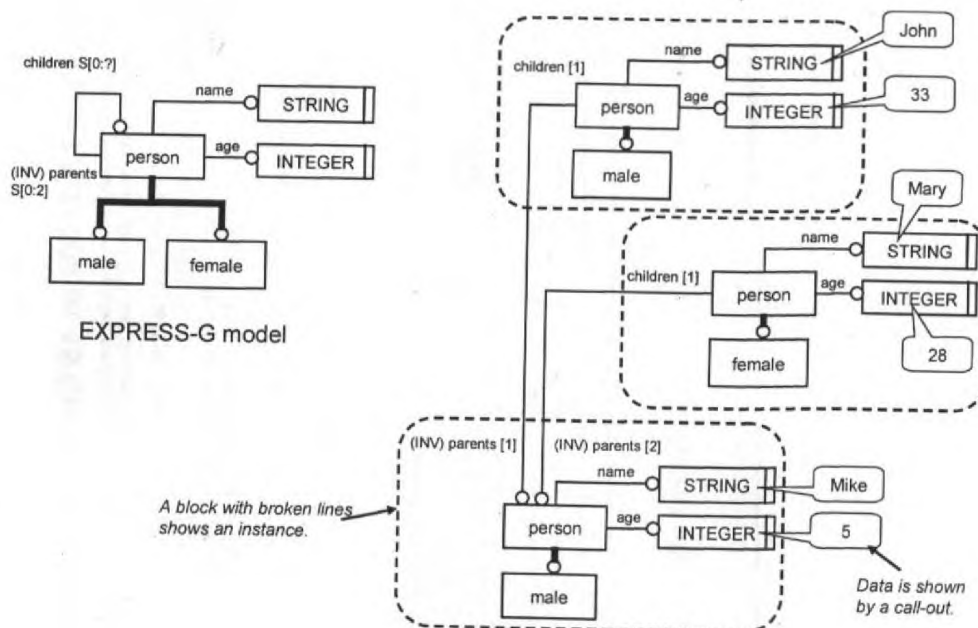 children S[0:?]
name
STRING
person
age
INTEGER
(INV) parents
S[0:2]
male
female
EXPRESS-G model
John
name
STRING
children [1]
person
age
INTEGER
33
male
Mary
name
STRING
children [1]
person
age
INTEGER
female
28
(INV) parents [1]
(INV) parents [2]
name
STRING
Mike
A block with broken lines
shows an instance.
person
age
INTEGER
5
male
Data is shown
by a call-out.